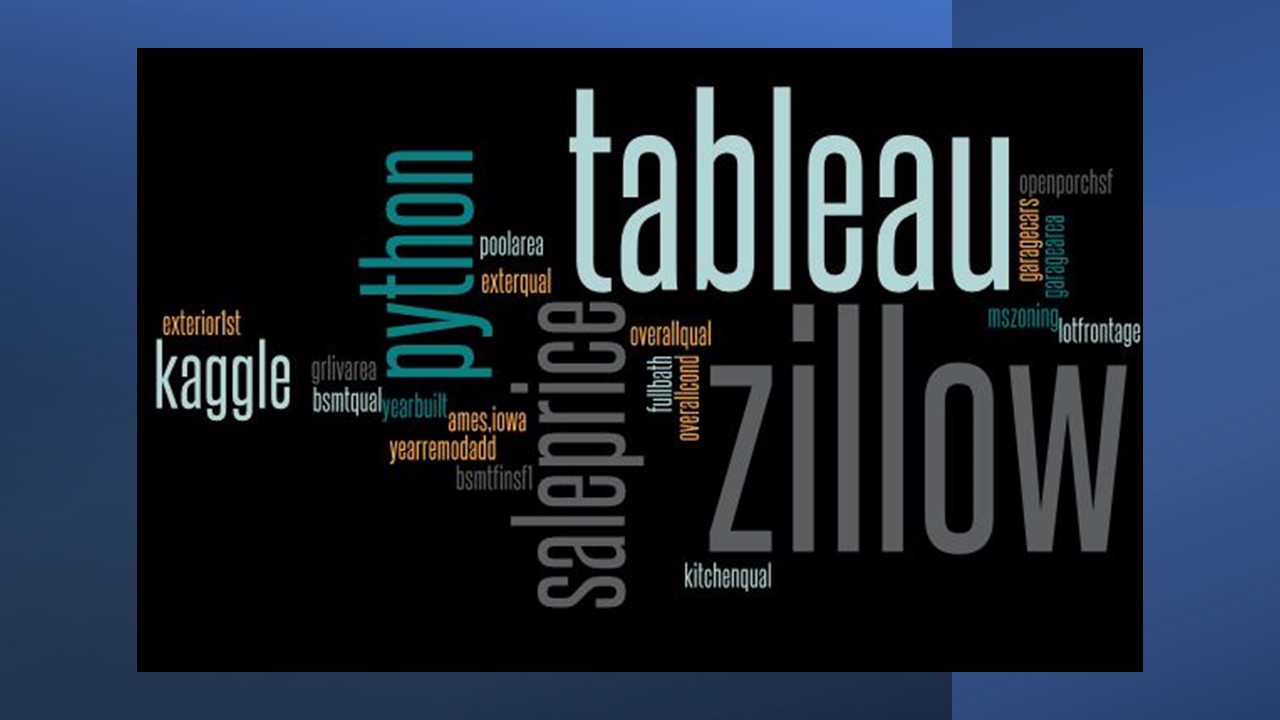 tableau
python
openporchsf
garagecars
garagearea
poolarea
exterqual
saleprice
zillow
mszoning
lotfrontage
exterior1st
overallqual
kaggle
grlivarea
fullbath
overallcond
bsmtqual
yearbuilt
ames,iowa
yearremodadd
bsmtfinsf1
kitchenqual